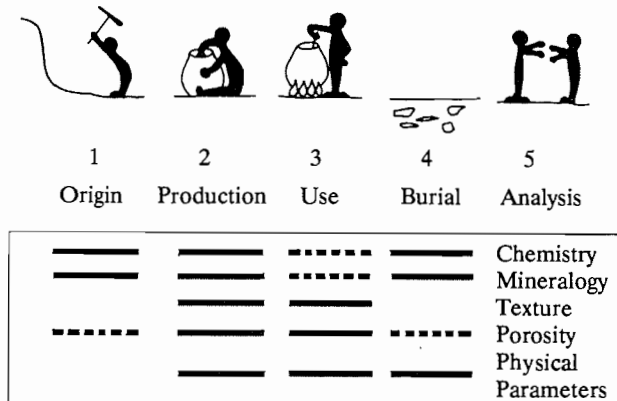 1 2 3 4 5
Origin Production Use Burial Analysis
Chemistry
Mineralogy
Texture
Porosity
Physical
Parameters